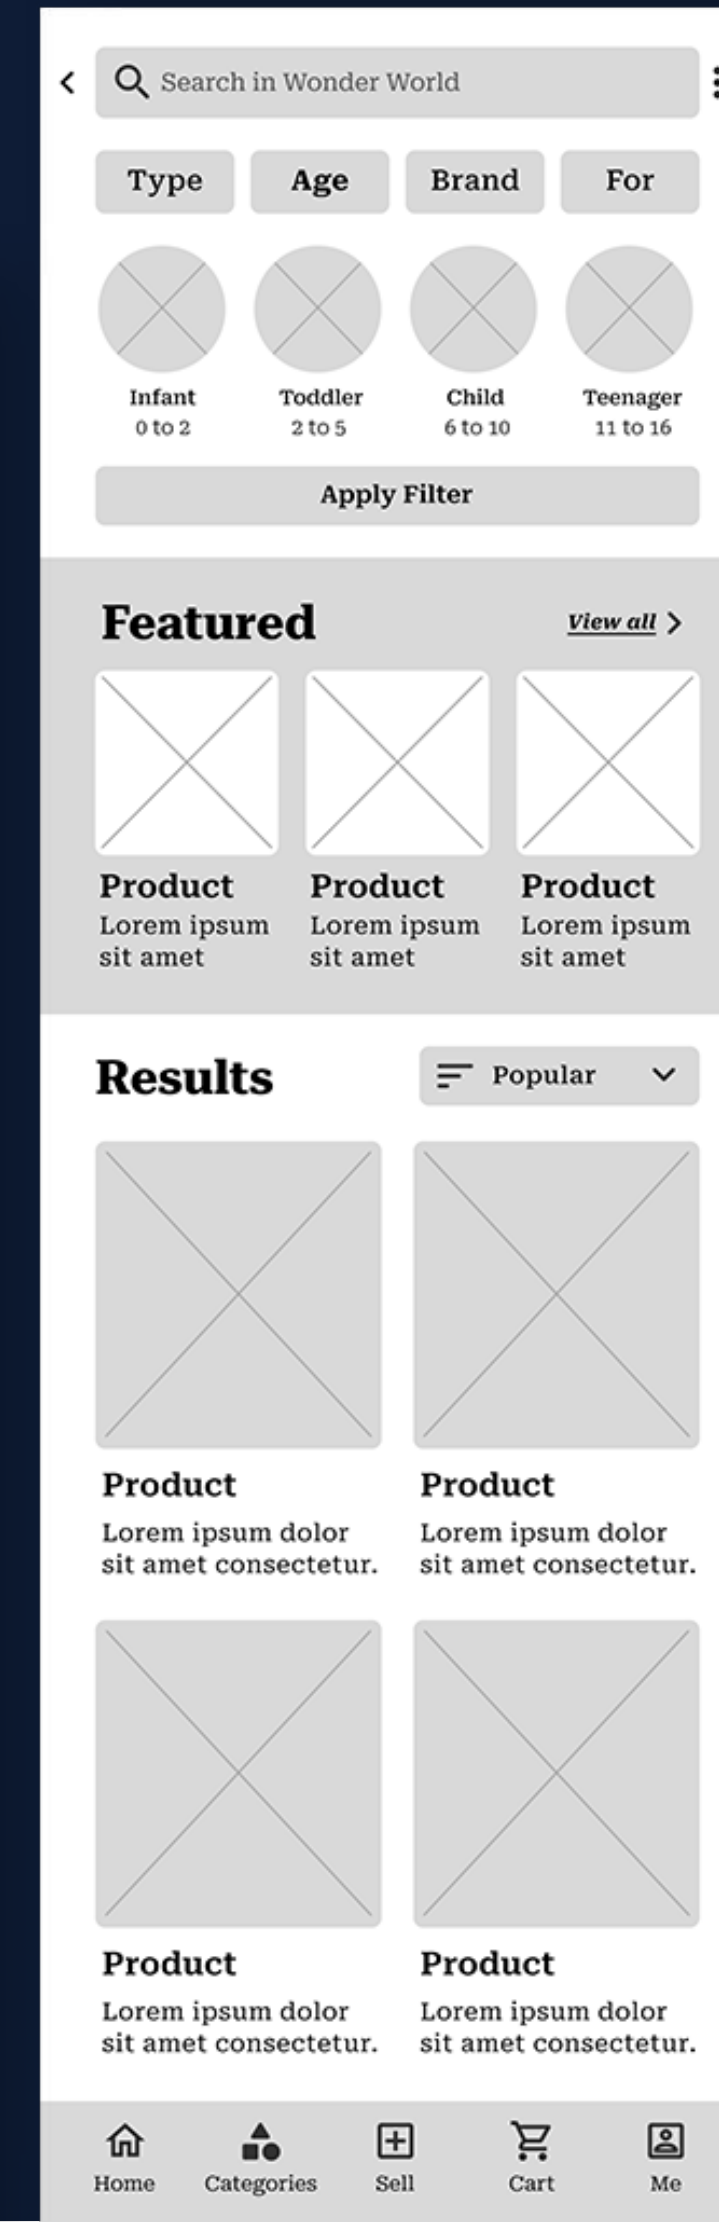 Search in Wonder World
Type Age Brand For
Infant Toddler Child Teenager
0 to 2 2 to 5 6 to 10 11 to 16
Apply Filter
Featured View all
Product Product Product
Lorem ipsum Lorem ipsum Lorem ipsum
sit amet sit amet sit amet
Results Popular
Product Product
Lorem ipsum dolor Lorem ipsum dolor
sit amet consectetur. sit amet consectetur.
Product Product
Lorem ipsum dolor Lorem ipsum dolor
sit amet consectetur. sit amet consectetur.
Home Categories Sell Cart Me